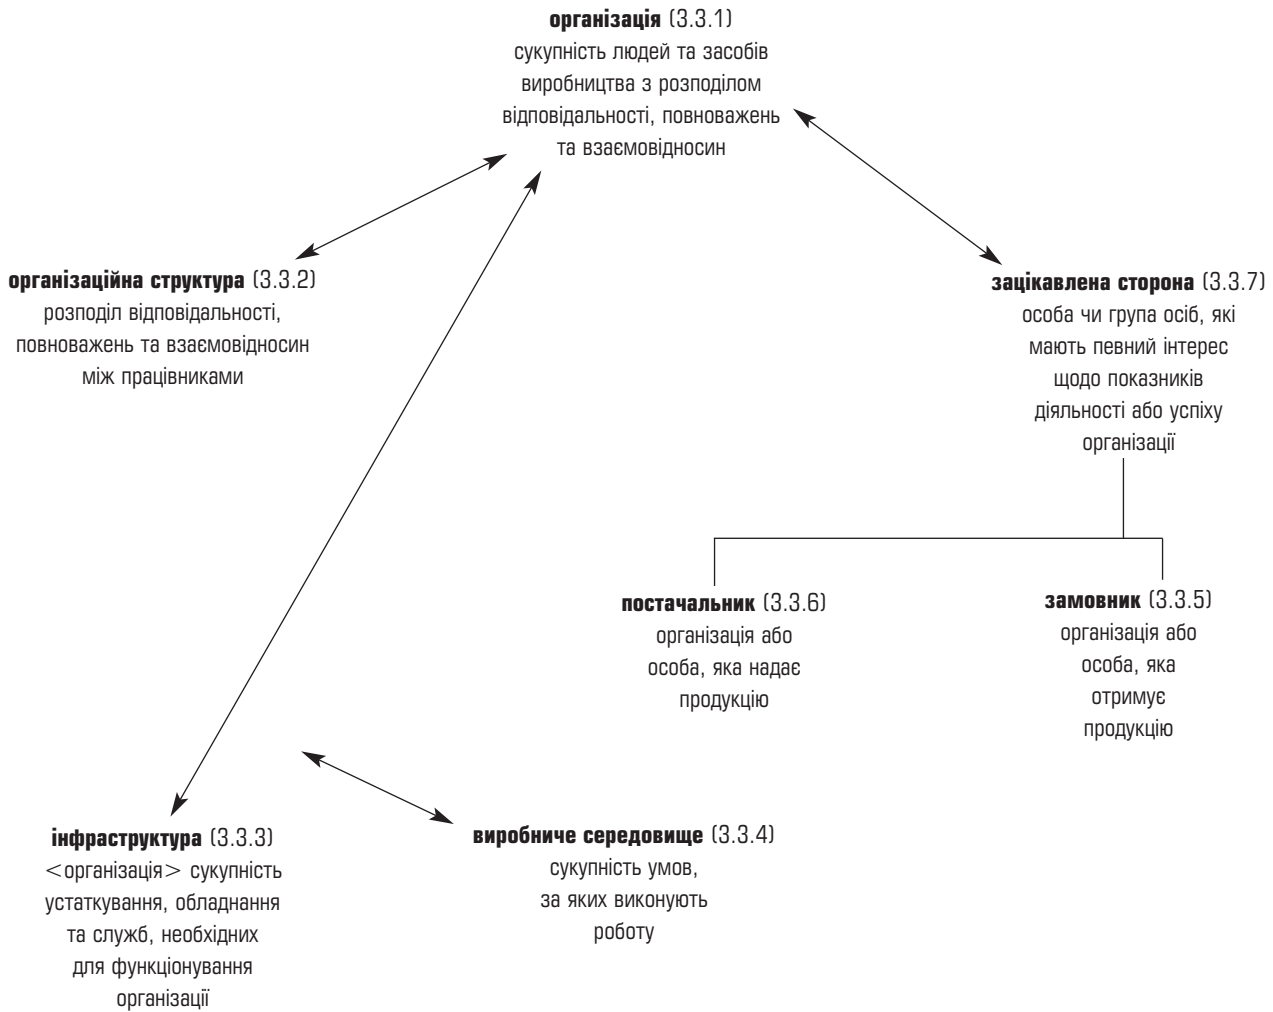 організація (3.3.1)
сукупність людей та засобів
виробництва з розподілом
відповідальності, повноважень
та взаємовідносин
організаційна структура (3.3.2)
розподіл відповідальності,
повноважень та взаємовідносин
між працівниками
зацікавлена сторона (3.3.7)
особа чи група осіб, які
мають певний інтерес
щодо показників
діяльності або успіху
організації
постачальник (3.3.6)
організація або
особа, яка надає
продукцію
замовник (3.3.5)
організація або
особа, яка
отримує
продукцію
інфраструктура (3.3.3)
<організація> сукупність
устаткування, обладнання
та служб, необхідних
для функціонування
організації
виробниче середовище (3.3.4)
сукупність умов,
за яких виконують
роботу